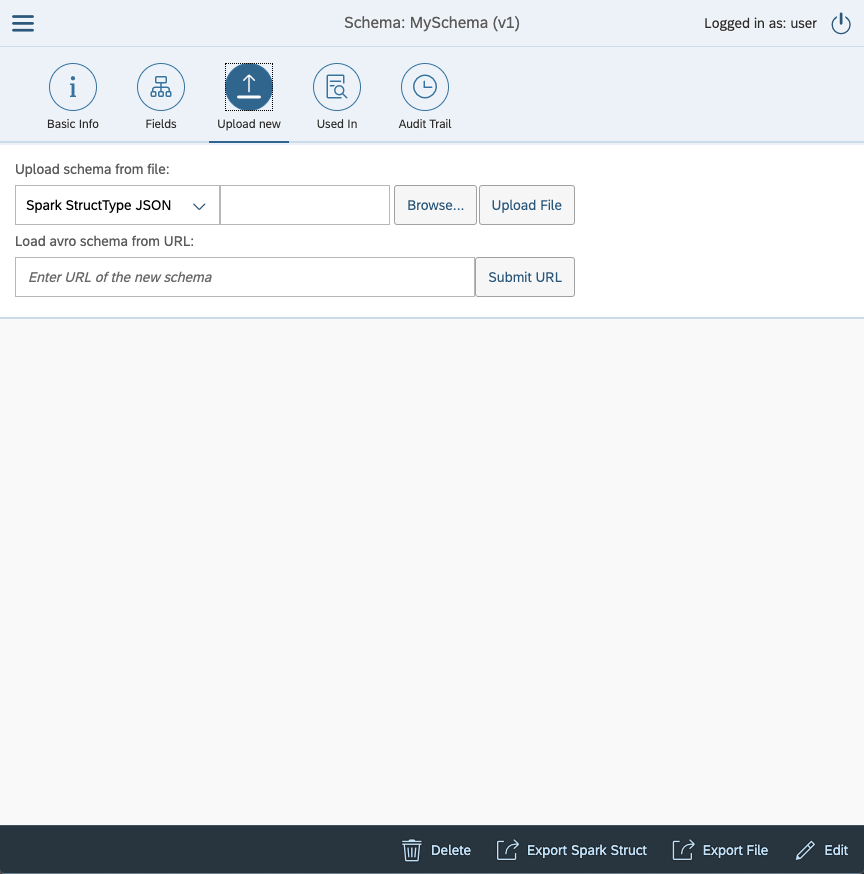 Schema: MySchema (v1)
Logged in as: user
Basic Info
Fields
Upload new
Used In
Audit Trail
Upload schema from file:
Spark StructType JSON
Browse...
Upload File
Load avro schema from URL:
Enter URL of the new schema
Submit URL
Delete
Export Spark Struct
Export File
Edit